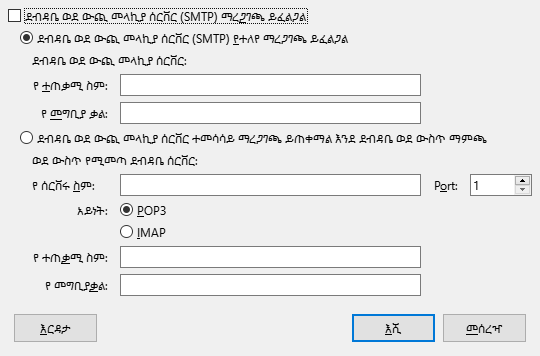 ደብዳቤ ወደ ውጪ መላኪያ ሰርቨር (SMTP) ማረጋገጫ ይፈልጋል
ደብዳቤ ወደ ውጪ መላኪያ ሰርቨር (SMTP) የተለየ ማረጋገጫ ይፈልጋል
ደብዳቤ ወደ ውጪ መላኪያ ሰርቨር:
የ ተጠቃሚ ስም:
የ መግቢያ ቃል:
ደብዳቤ ወደ ውጪ መላኪያ ሰርቨር ተመሳሳይ ማረጋገጫ ይጠቀማል እንደ ደብዳቤ ወደ ውስጥ ማምጫ
ወደ ውስጥ የሚመጣ ደብዳቤ ሰርቨር:
የ ሰርቨሩ ስም: Port: 1
አይነት: POP3
IMAP
የ ተጠቃሚ ስም:
የ መግቢያቃል:
እርዳታ እሺ መሰረዣ